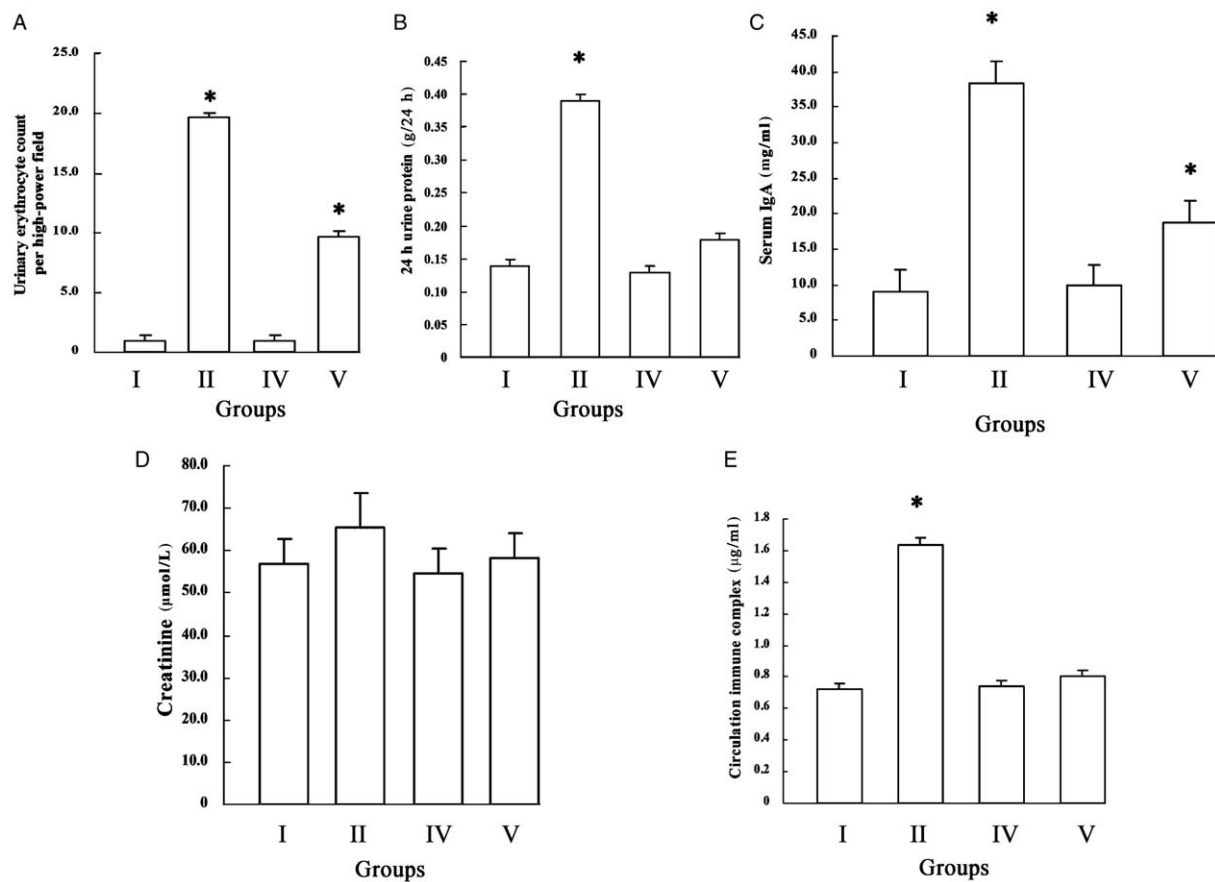 A
25.0
20.0
10.0
10.0
5.0
0
Urinary erythrocyte count
per high-power field
*
*
I II IV V
Groups
B
0.45
0.40
0.35
0.30
0.25
0.20
0.15
0.15
0.05
0
24 h urine protein (g/24 h)
*
I II IV V
Groups
C
45.0
40.0
35.0
30.0
25.0
20.0
15.0
10.0
5.0
0
Serum IgA (mg/ml)
*
*
I II IV V
Groups
D
80.0
70.0
60.0
50.0
40.0
30.0
20.0
10.0
0
Creatinine (μmol/L)
I II IV V
Groups
E
1.8
1.6
1.4
1.2
1.0
0.8
0.6
0.4
0.2
0
Circulation immune complex (μg/ml)
*
I II IV V
Groups